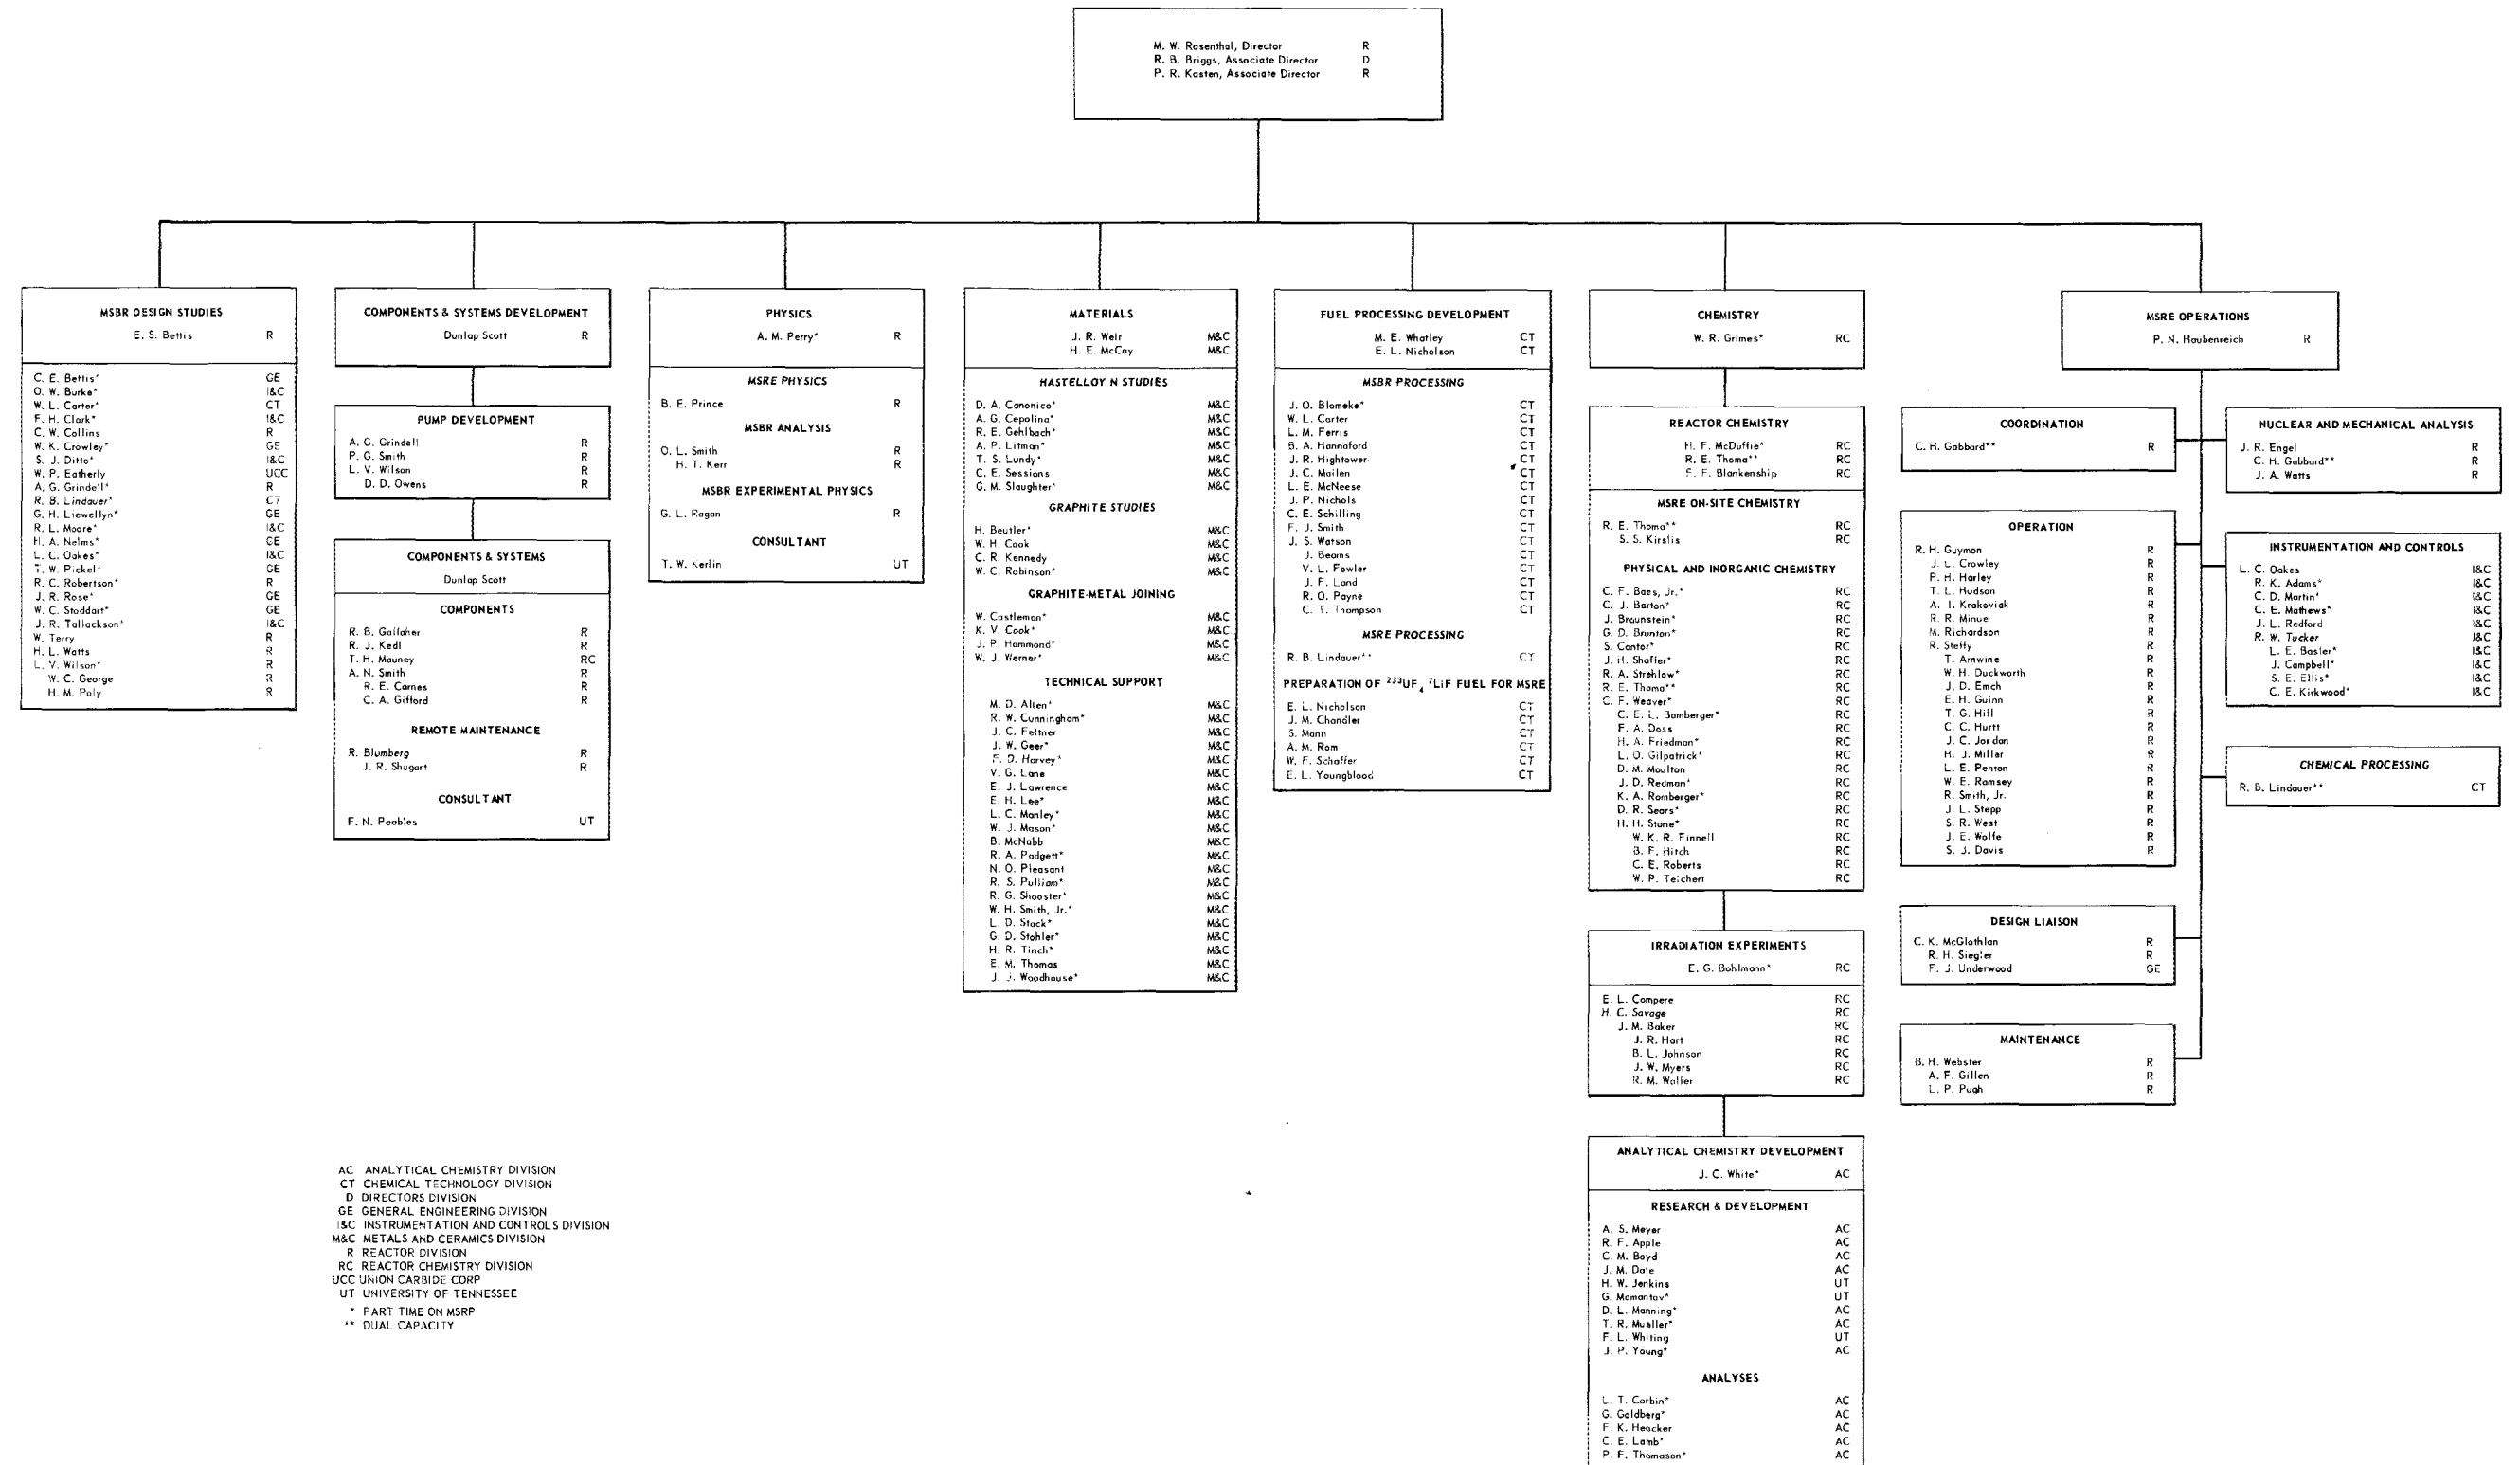 M. W. Rosenthal, Director R
R. B. Briggs, Associate Director D
P. R. Kasten, Associate Director R
MSBR DESIGN STUDIES
E. S. Bettis R
C. E. Bettis* GE
O. W. Burke* I&C
W. L. Carter* CT
F. H. Clark* I&C
C. W. Collins R
W. K. Crowley* GE
S. J. Ditto* I&C
W. P. Eatherly UCC
A. G. Grindell* R
R. B. Lindauer* CT
G. H. Llewellyn* GE
R. L. Moore* I&C
H. A. Nelms* GE
L. C. Oakes* I&C
T. W. Pickel* GE
R. C. Robertson* R
J. R. Rose* GE
W. C. Stoddart* GE
J. R. Tallackson* I&C
W. Terry R
H. L. Watts R
L. V. Wilson* R
W. C. George R
H. M. Poly R
COMPONENTS & SYSTEMS DEVELOPMENT
Dunlap Scott R
PUMP DEVELOPMENT
A. G. Grindell R
P. G. Smith R
L. V. Wilson R
D. D. Owens R
COMPONENTS & SYSTEMS
Dunlap Scott
COMPONENTS
R. B. Gallaher R
R. J. Kedl R
T. H. Mauney RC
A. N. Smith R
R. E. Carnes R
C. A. Gifford R
REMOTE MAINTENANCE
R. Blumberg R
J. R. Shugart R
CONSULTANT
F. N. Peebles UT
PHYSICS
A. M. Perry* R
MSRE PHYSICS
B. E. Prince R
MSBR ANALYSIS
O. L. Smith R
H. T. Kerr R
MSBR EXPERIMENTAL PHYSICS
G. L. Ragan R
CONSULTANT
T. W. Kerlin UT
MATERIALS
J. R. Weir M&C
H. E. McCoy M&C
HASTELLOY N STUDIES
D. A. Canonico* M&C
A. G. Cepolina* M&C
R. E. Gehlbach* M&C
A. P. Litman* M&C
T. S. Lundy* M&C
C. E. Sessions M&C
G. M. Slaughter* M&C
GRAPHITE STUDIES
H. Beutler* M&C
W. H. Cook M&C
C. R. Kennedy M&C
W. C. Robinson* M&C
GRAPHITE-METAL JOINING
W. Castleman* M&C
K. V. Cook* M&C
J. P. Hammond* M&C
W. J. Werner* M&C
TECHNICAL SUPPORT
M. D. Allen* M&C
R. W. Cunningham* M&C
J. C. Feltner M&C
J. W. Geer* M&C
F. D. Harvey* M&C
V. G. Lane M&C
E. J. Lawrence M&C
E. H. Lee* M&C
L. C. Manley* M&C
W. J. Mason* M&C
B. McNabb M&C
R. A. Padgett* M&C
N. O. Pleasant M&C
R. S. Pulliam* M&C
R. G. Shooster* M&C
W. H. Smith, Jr.* M&C
L. D. Stack* M&C
G. D. Stohler* M&C
H. R. Tinch* M&C
E. M. Thomas M&C
J. J. Woodhouse* M&C
FUEL PROCESSING DEVELOPMENT
M. E. Whatley CT
E. L. Nicholson CT
MSBR PROCESSING
J. O. Blomeke* CT
W. L. Carter CT
L. M. Ferris CT
B. A. Hannaford CT
J. R. Hightower CT
J. C. Mailen CT
L. E. McNeese CT
J. P. Nichols CT
C. E. Schilling CT
F. J. Smith CT
J. S. Watson CT
J. Beams CT
V. L. Fowler CT
J. F. Land CT
R. O. Payne CT
C. T. Thompson CT
MSRE PROCESSING
R. B. Lindauer** CT
PREPARATION OF ²³³UF₄ ⁷LiF FUEL FOR MSRE
E. L. Nicholson CT
J. M. Chandler CT
S. Mann CT
A. M. Rom CT
W. F. Schaffer CT
E. L. Youngblood CT
CHEMISTRY
W. R. Grimes* RC
REACTOR CHEMISTRY
H. F. McDuffie* RC
R. E. Thoma** RC
F. F. Blankenship RC
MSRE ON-SITE CHEMISTRY
R. E. Thoma** RC
S. S. Kirslis RC
PHYSICAL AND INORGANIC CHEMISTRY
C. F. Baes, Jr.* RC
C. J. Barton* RC
J. Braunstein* RC
G. D. Brunton* RC
S. Cantor* RC
J. H. Shaffer* RC
R. A. Strehlow* RC
R. E. Thoma** RC
C. F. Weaver* RC
C. E. L. Bamberger* RC
F. A. Doss RC
H. A. Friedman* RC
L. O. Gilpatrick* RC
D. M. Moulton RC
J. D. Redman* RC
K. A. Romberger* RC
D. R. Sears* RC
H. H. Stone* RC
W. K. R. Finnell RC
B. F. Hitch RC
C. E. Roberts RC
W. P. Teichert RC
IRRADIATION EXPERIMENTS
E. G. Bohlmann* RC
E. L. Compere RC
H. C. Savage RC
J. M. Baker RC
J. R. Hart RC
B. L. Johnson RC
J. W. Myers RC
R. M. Waller RC
ANALYTICAL CHEMISTRY DEVELOPMENT
J. C. White* AC
RESEARCH & DEVELOPMENT
A. S. Meyer AC
R. F. Apple AC
C. M. Boyd AC
J. M. Dale AC
H. W. Jenkins UT
G. Mamantov* UT
D. L. Manning* AC
T. R. Mueller* AC
F. L. Whiting UT
J. P. Young* AC
ANALYSES
L. T. Corbin* AC
G. Goldberg* AC
F. K. Heacker AC
C. E. Lamb* AC
P. F. Thomason* AC
MSRE OPERATIONS
P. N. Haubenreich R
COORDINATION
C. H. Gabbard** R
OPERATION
R. H. Guymon R
J. L. Crowley R
P. H. Harley R
T. L. Hudson R
A. I. Krakoviak R
R. R. Minue R
M. Richardson R
R. Steffy R
T. Arnwine R
W. H. Duckworth R
J. D. Emch R
E. H. Guinn R
T. G. Hill R
C. C. Hurtt R
J. C. Jordan R
H. J. Miller R
L. E. Penton R
W. E. Ramsey R
R. Smith, Jr. R
J. L. Stepp R
S. R. West R
J. E. Wolfe R
S. J. Davis R
DESIGN LIAISON
C. K. McGlothlan R
R. H. Siegler R
F. J. Underwood GE
MAINTENANCE
B. H. Webster R
A. F. Gillen R
L. P. Pugh R
NUCLEAR AND MECHANICAL ANALYSIS
J. R. Engel R
C. H. Gabbard** R
J. A. Watts R
INSTRUMENTATION AND CONTROLS
L. C. Oakes I&C
R. K. Adams* I&C
C. D. Martin* I&C
C. E. Mathews* I&C
J. L. Redford I&C
R. W. Tucker I&C
L. E. Basler* I&C
J. Campbell* I&C
S. E. Ellis* I&C
C. E. Kirkwood* I&C
CHEMICAL PROCESSING
R. B. Lindauer** CT
AC ANALYTICAL CHEMISTRY DIVISION
CT CHEMICAL TECHNOLOGY DIVISION
D DIRECTORS DIVISION
GE GENERAL ENGINEERING DIVISION
I&C INSTRUMENTATION AND CONTROLS DIVISION
M&C METALS AND CERAMICS DIVISION
R REACTOR DIVISION
RC REACTOR CHEMISTRY DIVISION
UCC UNION CARBIDE CORP
UT UNIVERSITY OF TENNESSEE
* PART TIME ON MSRP
** DUAL CAPACITY